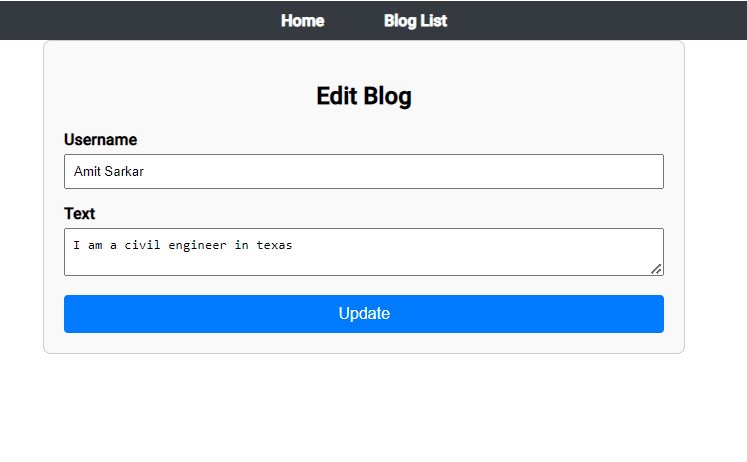 Home Blog List
Edit Blog
Username
Amit Sarkar
Text
I am a civil engineer in texas
Update